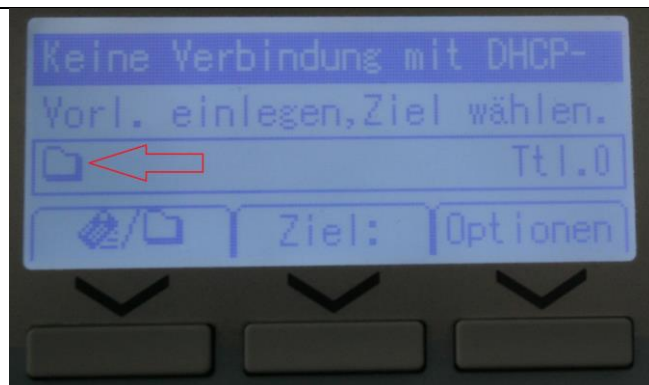 Keine Verbindung mit DHCP-
Vorl. einlegen,Ziel wählen.
Ttl.0
/
Ziel:
Optionen